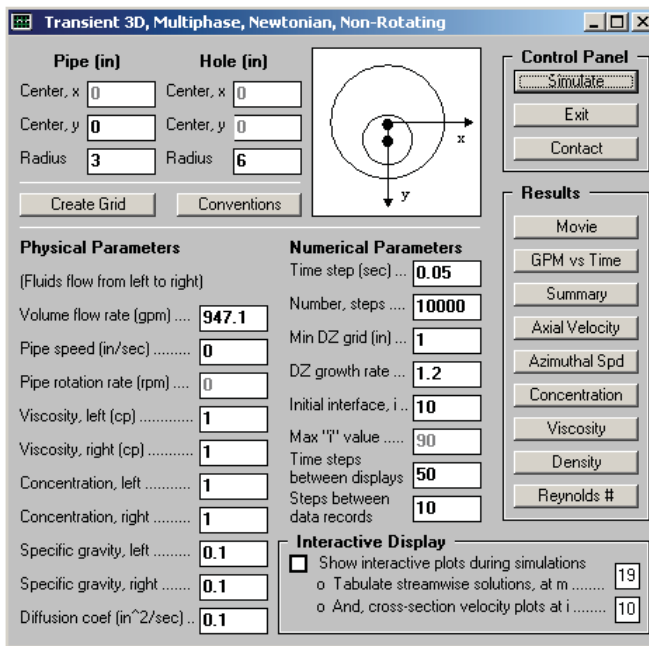 Transient 3D, Multiphase, Newtonian, Non-Rotating
Pipe (in) Hole (in)
Center, x 0 Center, x 0
Center, y 0 Center, y 0
Radius 3 Radius 6
Create Grid Conventions
x
y
Control Panel
Simulate
Exit
Contact
Results
Movie
GPM vs Time
Summary
Axial Velocity
Azimuthal Spd
Concentration
Viscosity
Density
Reynolds #
Physical Parameters
(Fluids flow from left to right)
Volume flow rate (gpm) .... 947.1
Pipe speed (in/sec) ......... 0
Pipe rotation rate (rpm) .... 0
Viscosity, left (cp) ............ 1
Viscosity, right (cp) .......... 1
Concentration, left .......... 1
Concentration, right ........ 1
Specific gravity, left ......... 0.1
Specific gravity, right ....... 0.1
Diffusion coef (in^2/sec) .. 0.1
Numerical Parameters
Time step (sec) ... 0.05
Number, steps .... 10000
Min DZ grid (in) ... 1
DZ growth rate ... 1.2
Initial interface, i .. 10
Max "i" value ..... 90
Time steps
between displays 50
Steps between
data records 10
Interactive Display
Show interactive plots during simulations
o Tabulate streamwise solutions, at m ........ 19
o And, cross-section velocity plots at i ........ 10